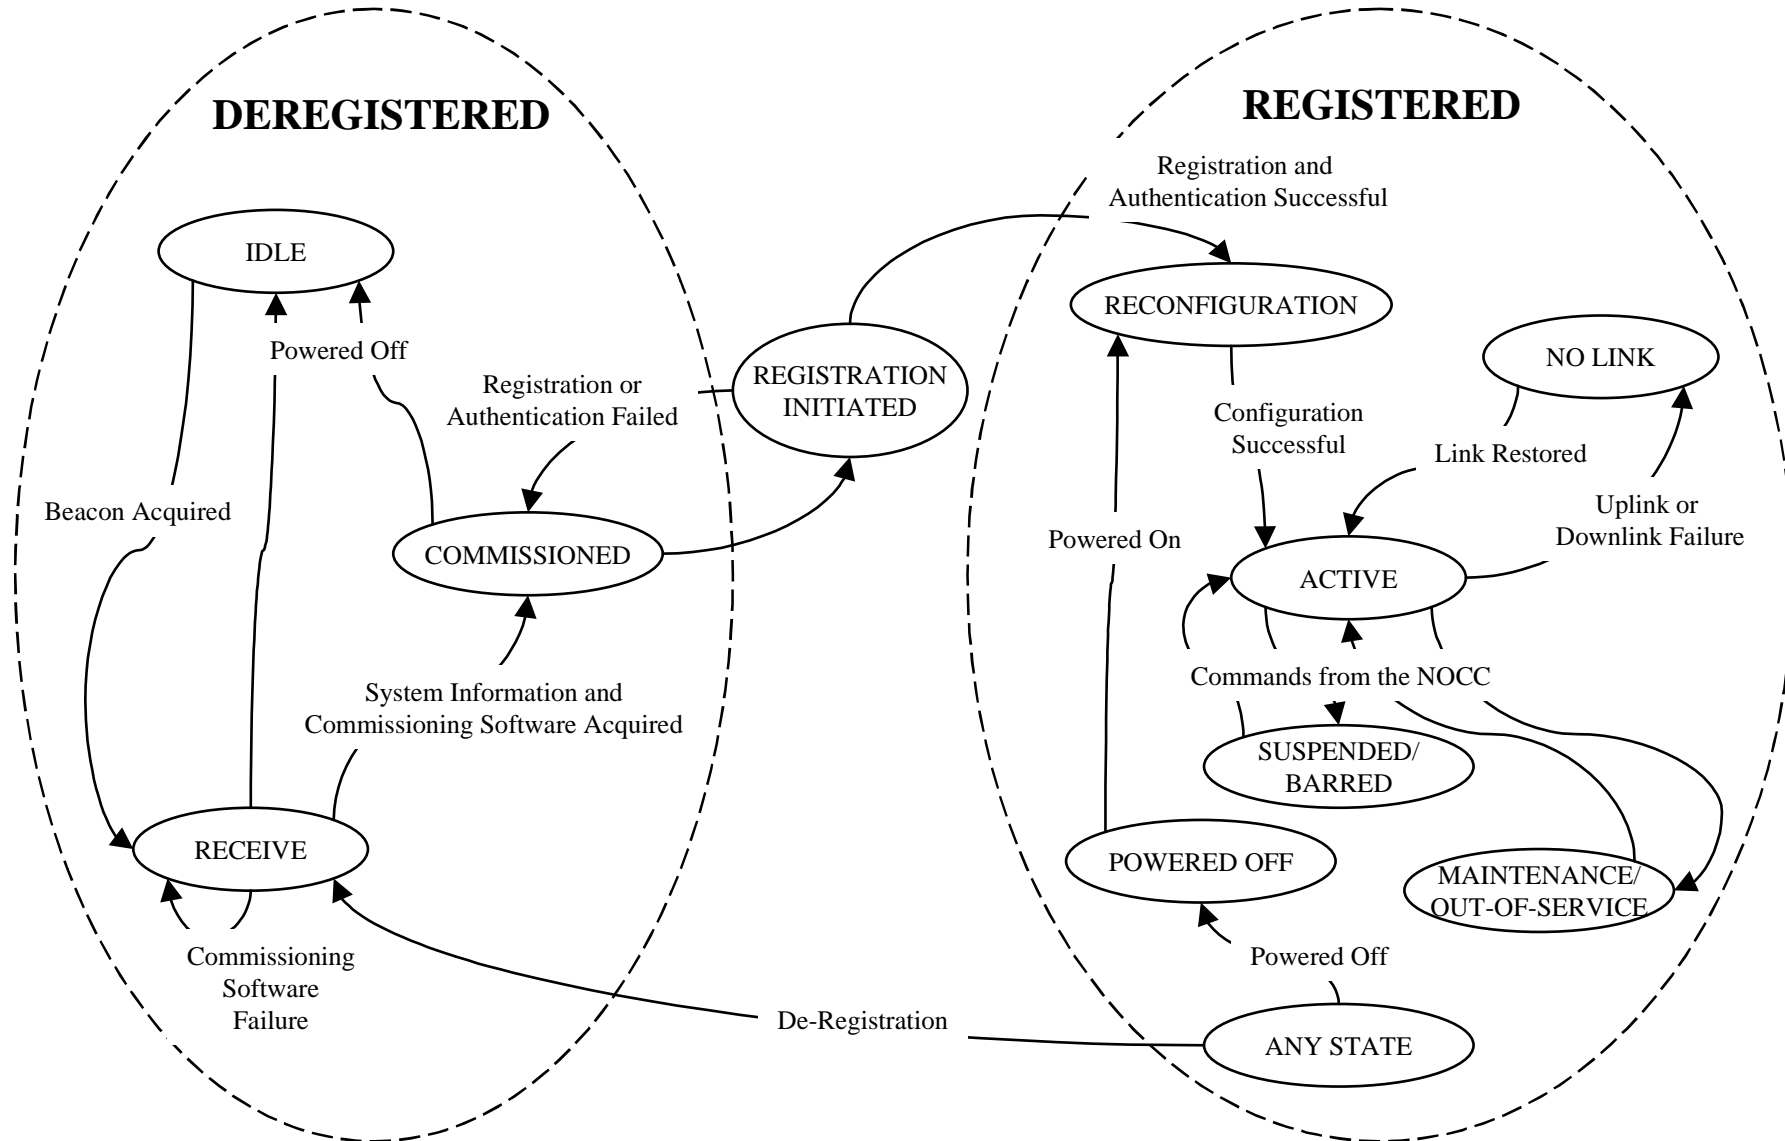 DEREGISTERED
REGISTERED
Registration and
Authentication Successful
IDLE
RECONFIGURATION
Powered Off
NO LINK
REGISTRATION
INITIATED
Registration or
Authentication Failed
Configuration
Successful
Link Restored
Beacon Acquired
Uplink or
Downlink Failure
Powered On
COMMISSIONED
ACTIVE
Commands from the NOCC
System Information and
Commissioning Software Acquired
SUSPENDED/
BARRED
RECEIVE
POWERED OFF
MAINTENANCE/
OUT-OF-SERVICE
Commissioning
Software
Failure
Powered Off
De-Registration
ANY STATE